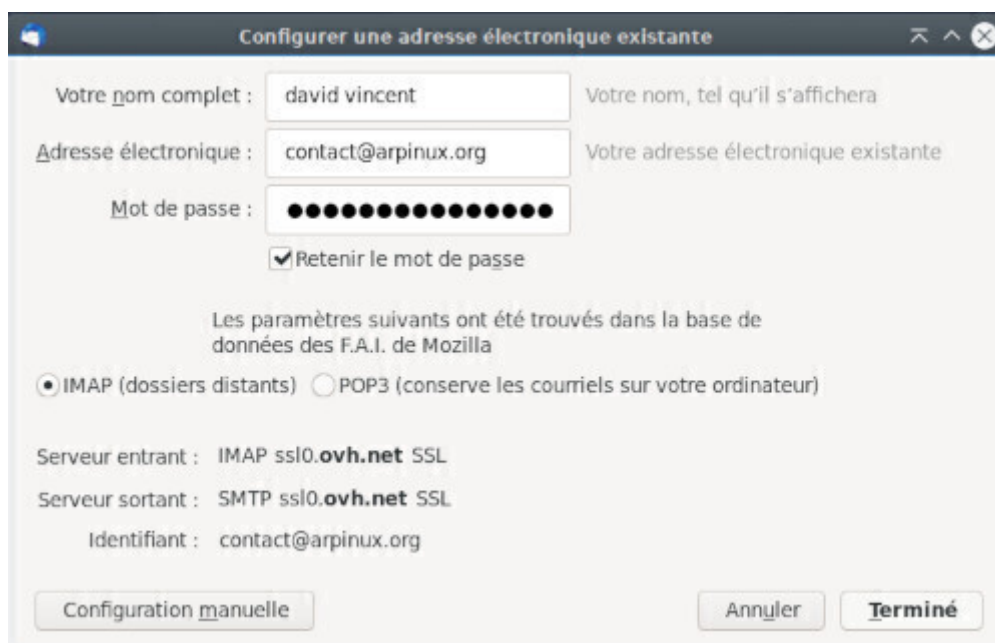 Configurer une adresse électronique existante
Votre nom complet : david vincent Votre nom, tel qu'il s'affichera
Adresse électronique : contact@arpinux.org Votre adresse électronique existante
Mot de passe : ●●●●●●●●●●●●●●●
Retenir le mot de passe
Les paramètres suivants ont été trouvés dans la base de
données des F.A.I. de Mozilla
IMAP (dossiers distants) POP3 (conserve les courriels sur votre ordinateur)
Serveur entrant : IMAP ssl0.ovh.net SSL
Serveur sortant : SMTP ssl0.ovh.net SSL
Identifiant : contact@arpinux.org
Configuration manuelle Annuler Terminé